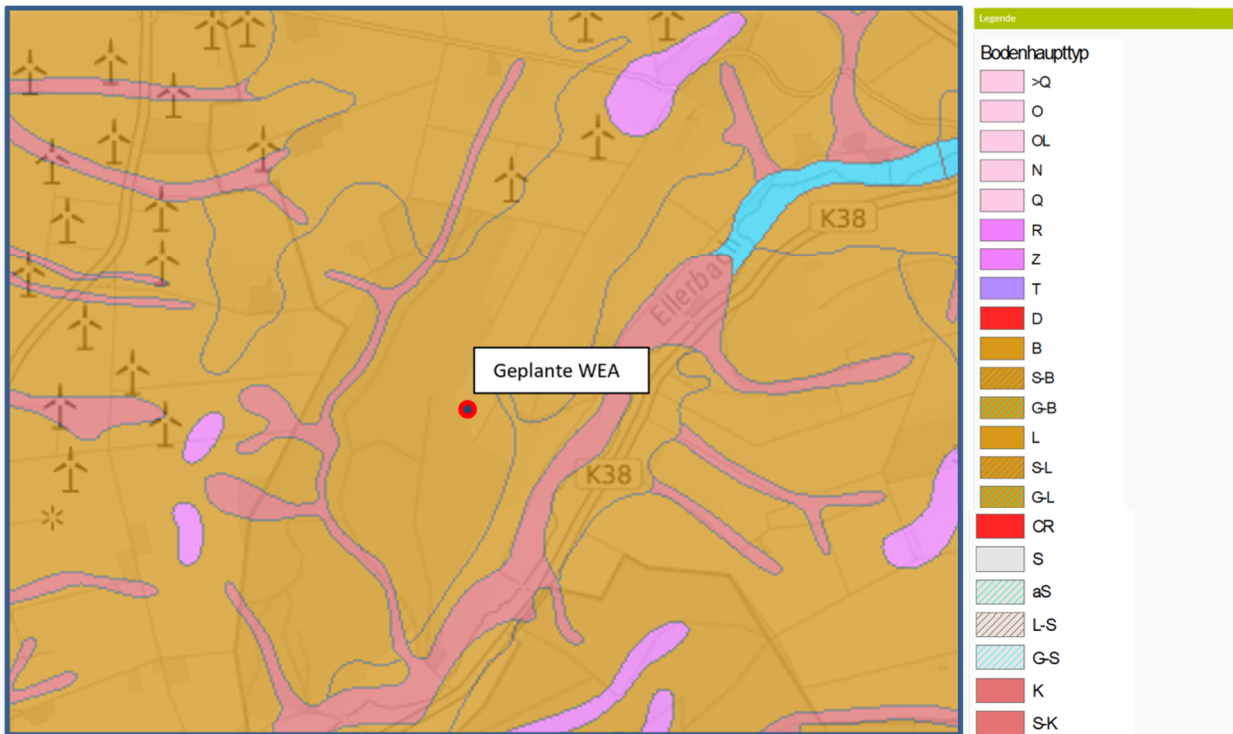 K38
Ellerbach
Geplante WEA
K38
Legende
Bodenhaupttyp
>Q
O
OL
N
Q
R
Z
T
D
B
S-B
G-B
L
S-L
G-L
CR
S
aS
L-S
G-S
K
S-K